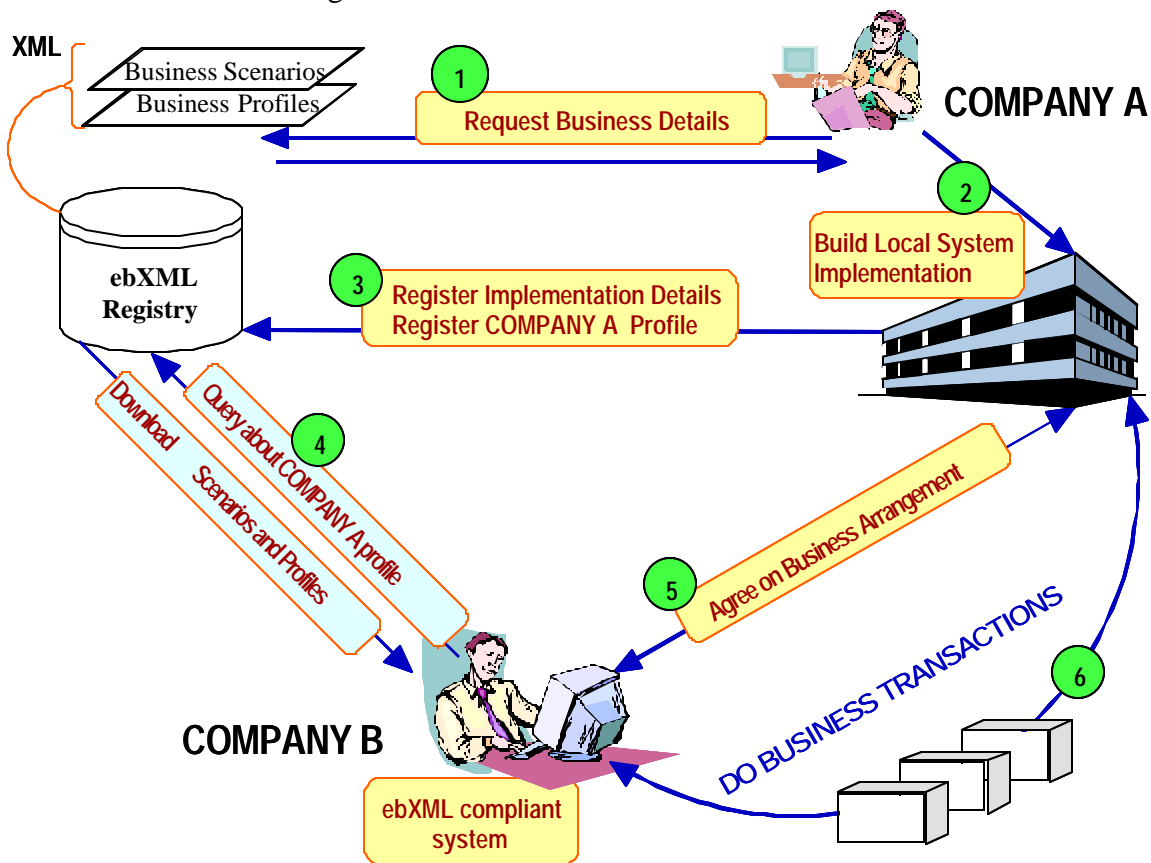 XML
Business Scenarios
Business Profiles
1
Request Business Details
COMPANY A
2
Build Local System
Implementation
ebXML
Registry
3
Register Implementation Details
Register COMPANY A Profile
4
Query about COMPANY A profile
Download Scenarios and Profiles
5
Agree on Business Arrangement
6
DO BUSINESS TRANSACTIONS
COMPANY B
ebXML compliant
system